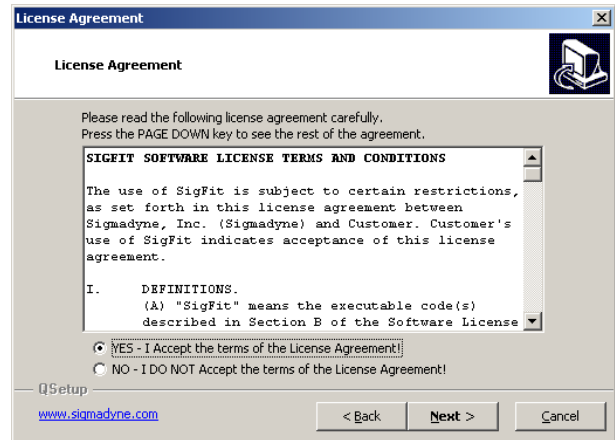 License Agreement
License Agreement
Please read the following license agreement carefully.
Press the PAGE DOWN key to see the rest of the agreement.
SIGFIT SOFTWARE LICENSE TERMS AND CONDITIONS
The use of SigFit is subject to certain restrictions,
as set forth in this license agreement between
Sigmadyne, Inc. (Sigmadyne) and Customer. Customer's
use of SigFit indicates acceptance of this license
agreement.
I. DEFINITIONS.
(A) "SigFit" means the executable code(s)
described in Section B of the Software License
YES - I Accept the terms of the License Agreement!
NO - I DO NOT Accept the terms of the License Agreement!
QSetup
www.sigmadyne.com < Back Next > Cancel